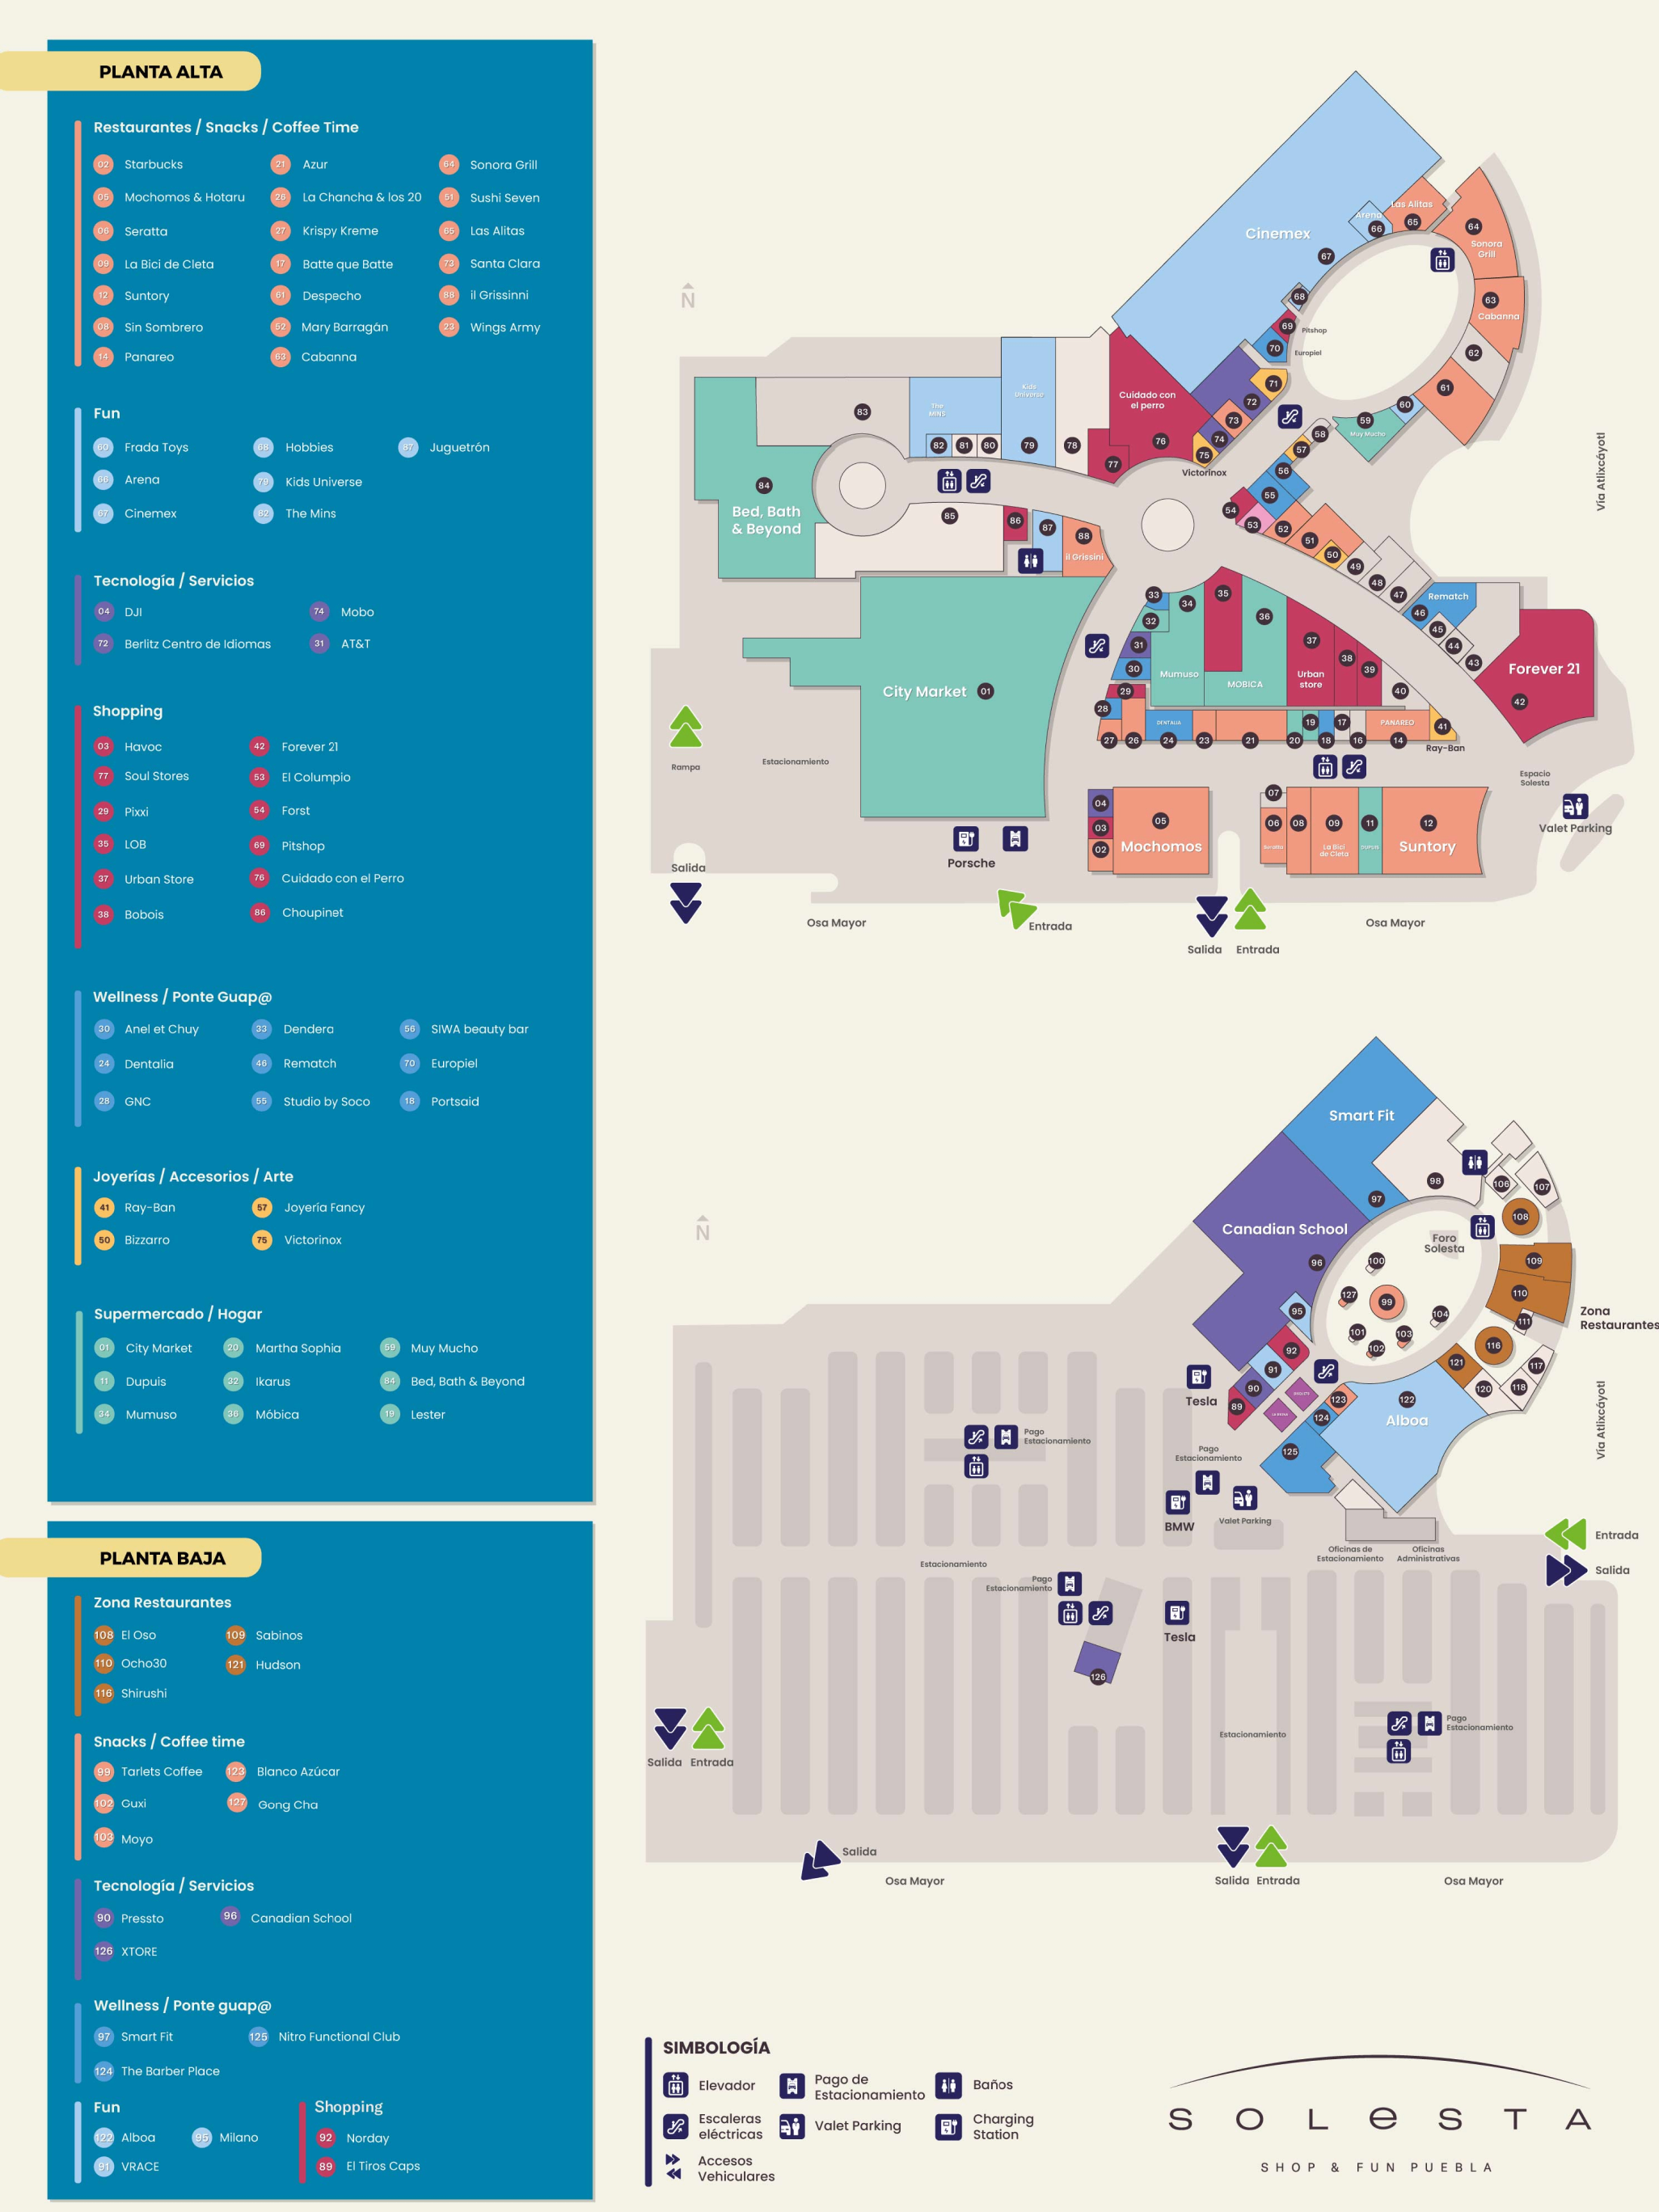 PLANTA ALTA
Restaurantes / Snacks / Coffee Time
02 Starbucks
21 Azur
64 Sonora Grill
05 Mochomos & Hotaru
26 La Chancha & los 20
51 Sushi Seven
06 Seratta
27 Krispy Kreme
65 Las Alitas
09 La Bici de Cleta
17 Batte que Batte
73 Santa Clara
12 Suntory
61 Despecho
88 il Grissinni
08 Sin Sombrero
52 Mary Barragán
23 Wings Army
14 Panareo
63 Cabanna
Fun
60 Frada Toys
68 Hobbies
87 Juguetrón
66 Arena
79 Kids Universe
67 Cinemex
82 The Mins
Tecnología / Servicios
04 DJI
74 Mobo
72 Berlitz Centro de Idiomas
31 AT&T
Shopping
03 Havoc
42 Forever 21
77 Soul Stores
53 El Columpio
29 Pixxi
54 Forst
35 LOB
69 Pitshop
37 Urban Store
76 Cuidado con el Perro
38 Bobois
86 Choupinet
Wellness / Ponte Guap@
30 Anel et Chuy
33 Dendera
56 SIWA beauty bar
24 Dentalia
46 Rematch
70 Europiel
28 GNC
55 Studio by Soco
18 Portsaid
Joyerías / Accesorios / Arte
41 Ray-Ban
57 Joyería Fancy
50 Bizzarro
75 Victorinox
Supermercado / Hogar
01 City Market
20 Martha Sophia
59 Muy Mucho
11 Dupuis
32 Ikarus
84 Bed, Bath & Beyond
34 Mumuso
36 Móbica
19 Lester
PLANTA BAJA
Zona Restaurantes
108 El Oso
109 Sabinos
110 Ocho30
121 Hudson
116 Shirushi
Snacks / Coffee time
99 Tarlets Coffee
123 Blanco Azúcar
102 Guxi
127 Gong Cha
103 Moyo
Tecnología / Servicios
90 Pressto
96 Canadian School
126 XTORE
Wellness / Ponte guap@
97 Smart Fit
125 Nitro Functional Club
124 The Barber Place
Fun
122 Alboa
95 Milano
91 VRACE
Shopping
92 Norday
89 El Tiros Caps
N
Cinemex
67
Arena
66
Las Alitas
65
64
Sonora
Grill
63
Cabanna
62
61
60
59
Muy Mucho
58
57
56
55
54
53
52
51
50
49
48
47
Rematch
46
45
44
43
Forever 21
42
68
69
Pitshop
70
Europiel
71
72
73
74
75
Victorinox
Cuidado con
el perro
76
77
78
Kids
Universe
79
The
MINS
82
81
80
83
84
Bed, Bath
& Beyond
85
86
87
88
il Grissini
City Market 01
33
32
31
30
29
28
34
Mumuso
35
36
MOBICA
37
Urban
store
38
39
40
41
Ray-Ban
27
26
DENTALIA
24
23
21
20
19
18
17
16
PANAREO
14
04
03
02
05
Mochomos
07
06
08
09
La Bici
de Cleta
11
DUPUIS
12
Suntory
Vía Atlixcáyotl
Espacio
Solesta
Valet Parking
Rampa
Estacionamiento
Salida
Porsche
Osa Mayor
Entrada
Salida
Entrada
Osa Mayor
N
Smart Fit
97
98
Canadian School
96
95
92
91
90
89
106
107
108
109
110
111
116
117
118
120
121
122
Alboa
123
124
125
Foro
Solesta
100
127
99
104
101
103
102
Zona
Restaurantes
Vía Atlixcáyotl
Tesla
Pago
Estacionamiento
BMW
Valet Parking
Pago
Estacionamiento
Oficinas de
Estacionamiento
Oficinas
Administrativas
Entrada
Salida
Estacionamiento
Pago
Estacionamiento
Tesla
126
Estacionamiento
Pago
Estacionamiento
Salida
Entrada
Salida
Osa Mayor
Salida
Entrada
Osa Mayor
SIMBOLOGÍA
Elevador
Pago de
Estacionamiento
Baños
Escaleras
eléctricas
Valet Parking
Charging
Station
Accesos
Vehiculares
SOLeSTA
SHOP & FUN PUEBLA